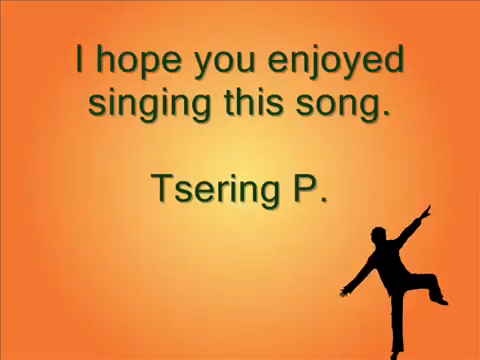 I hope you enjoyed
singing this song.
Tsering P.